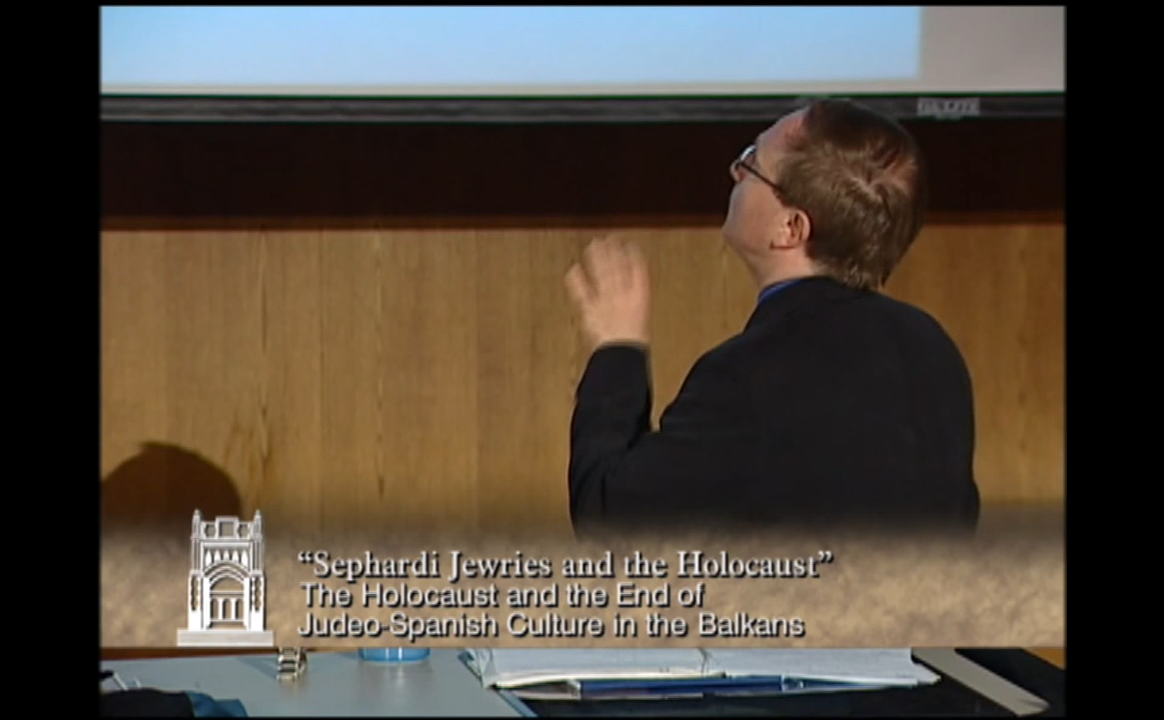 “Sephardi Jewries and the Holocaust”
The Holocaust and the End of
Judeo-Spanish Culture in the Balkans